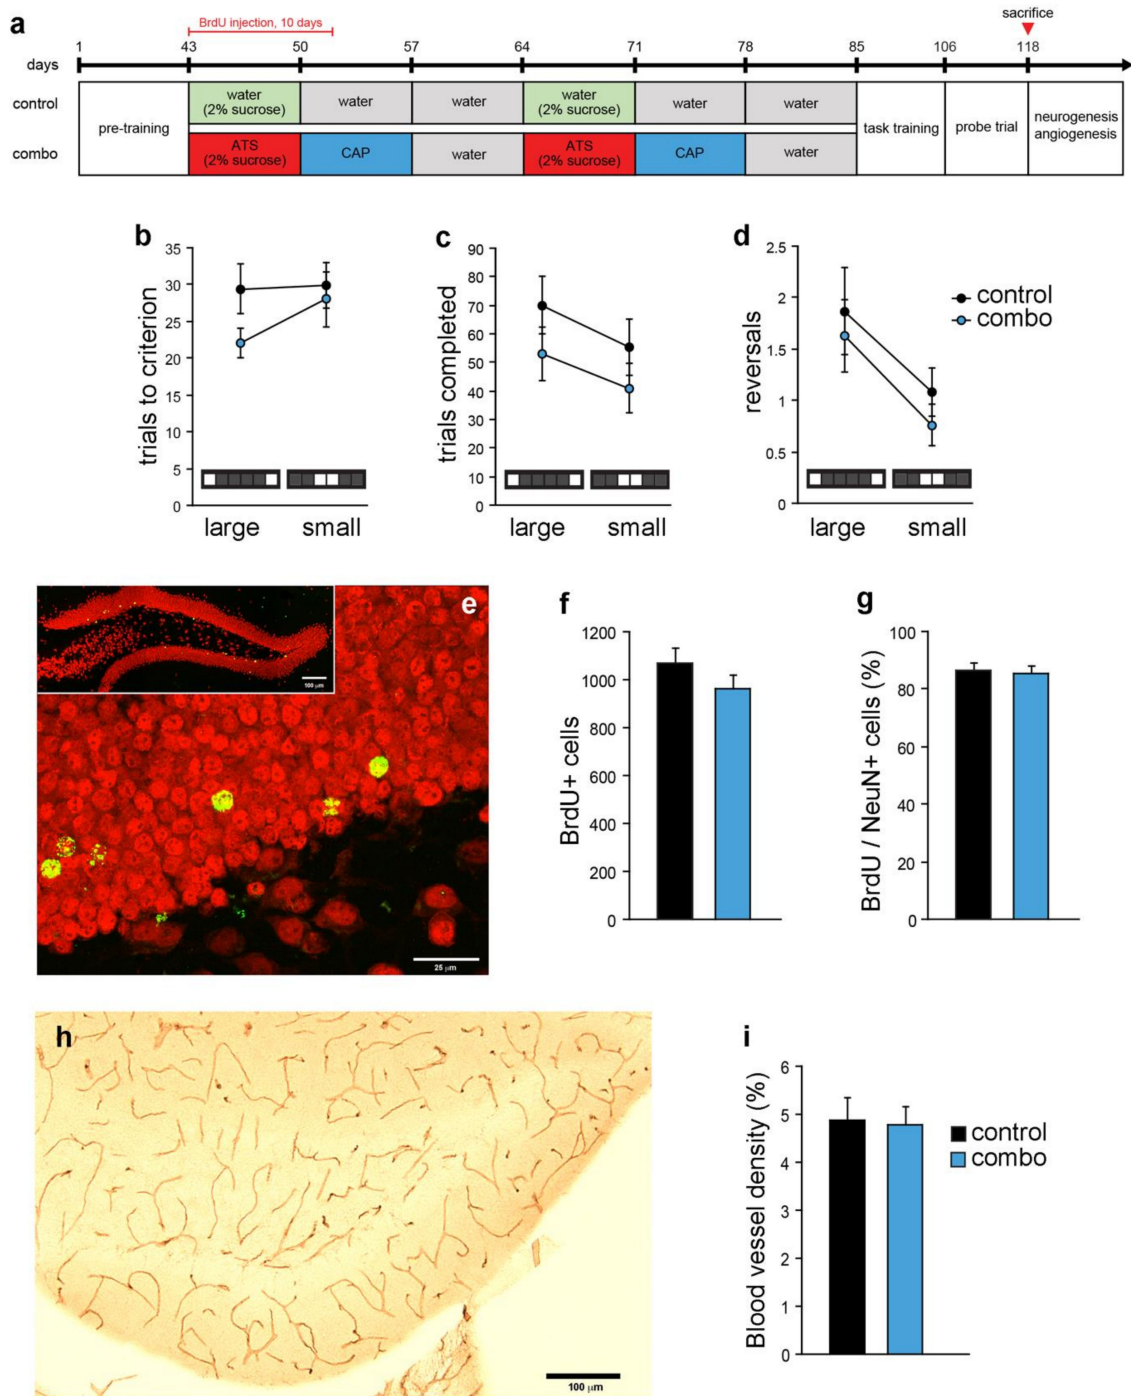 a
BrdU injection, 10 days
sacrifice
1 43 50 57 64 71 78 85 106 118
days
control
combo
pre-training
water
(2% sucrose)
water
water
water
(2% sucrose)
water
water
ATS
(2% sucrose)
CAP
water
ATS
(2% sucrose)
CAP
water
task training
probe trial
neurogenesis
angiogenesis
b
trials to criterion
35
30
25
20
15
10
5
0
large small
c
trials completed
90
80
70
60
50
40
30
20
10
0
large small
d
reversals
2.5
2
1.5
1
0.5
0
large small
control
combo
e
100 µm
25 µm
f
BrdU+ cells
1200
1000
800
600
400
200
0
g
BrdU / NeuN+ cells (%)
100
80
60
40
20
0
h
100 µm
i
Blood vessel density (%)
6
5
4
3
2
1
0
control
combo